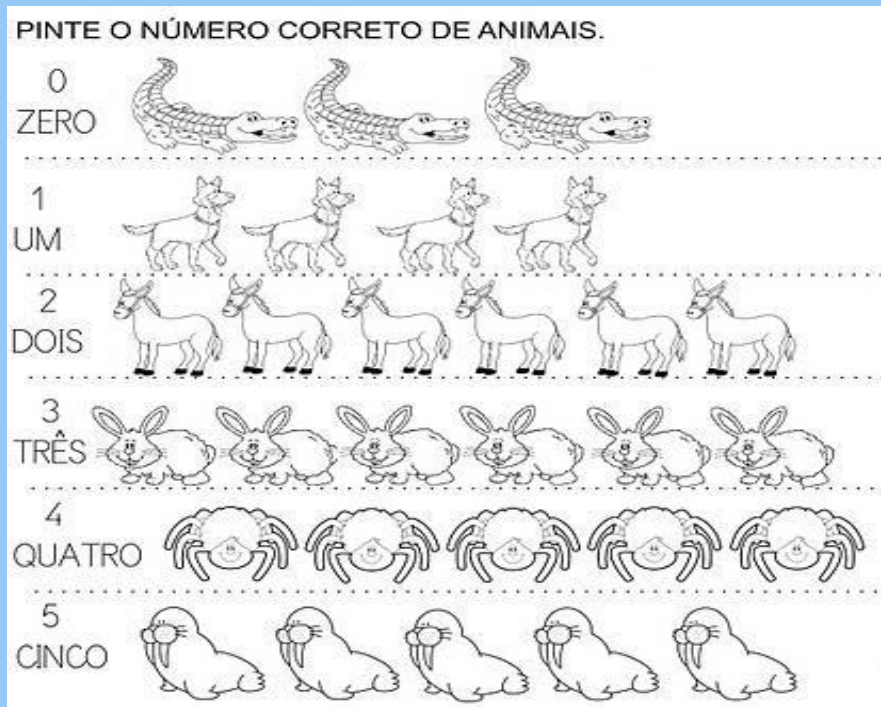 PINTE O NÚMERO CORRETO DE ANIMAIS.
0
ZERO
1
UM
2
DOIS
3
TRÊS
4
QUATRO
5
CINCO